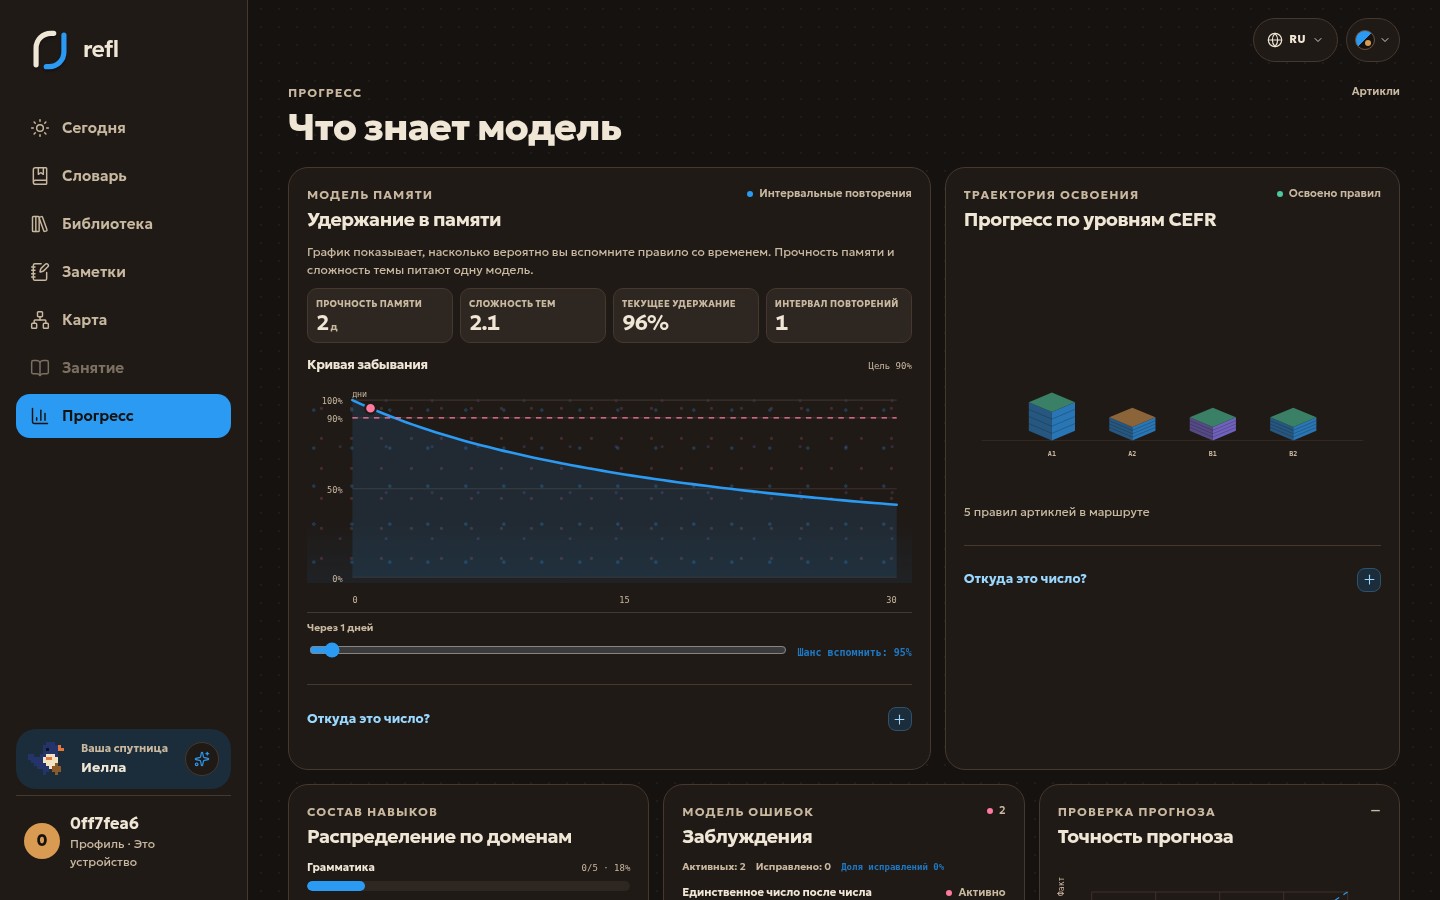 refl
Сегодня
Словарь
Библиотека
Заметки
Карта
Занятие
Прогресс
Ваша спутница
Иелла
0
0ff7fea6
Профиль · Это
устройство
RU
ПРОГРЕСС
Артикли
Что знает модель
МОДЕЛЬ ПАМЯТИ
Интервальные повторения
Удержание в памяти
График показывает, насколько вероятно вы вспомните правило со временем. Прочность памяти и
сложность темы питают одну модель.
ПРОЧНОСТЬ ПАМЯТИ
2 д
СЛОЖНОСТЬ ТЕМ
2.1
ТЕКУЩЕЕ УДЕРЖАНИЕ
96%
ИНТЕРВАЛ ПОВТОРЕНИЙ
1
Кривая забывания
Цель 90%
дни
100%
90%
50%
0%
0
15
30
Через 1 дней
Шанс вспомнить: 95%
Откуда это число?
ТРАЕКТОРИЯ ОСВОЕНИЯ
Освоено правил
Прогресс по уровням CEFR
A1
A2
B1
B2
5 правил артиклей в маршруте
Откуда это число?
СОСТАВ НАВЫКОВ
Распределение по доменам
Грамматика
0/5 · 18%
МОДЕЛЬ ОШИБОК
2
Заблуждения
Активных: 2 Исправлено: 0 Доля исправлений 0%
Единственное число после числа
Активно
ПРОВЕРКА ПРОГНОЗА
—
Точность прогноза
Факт